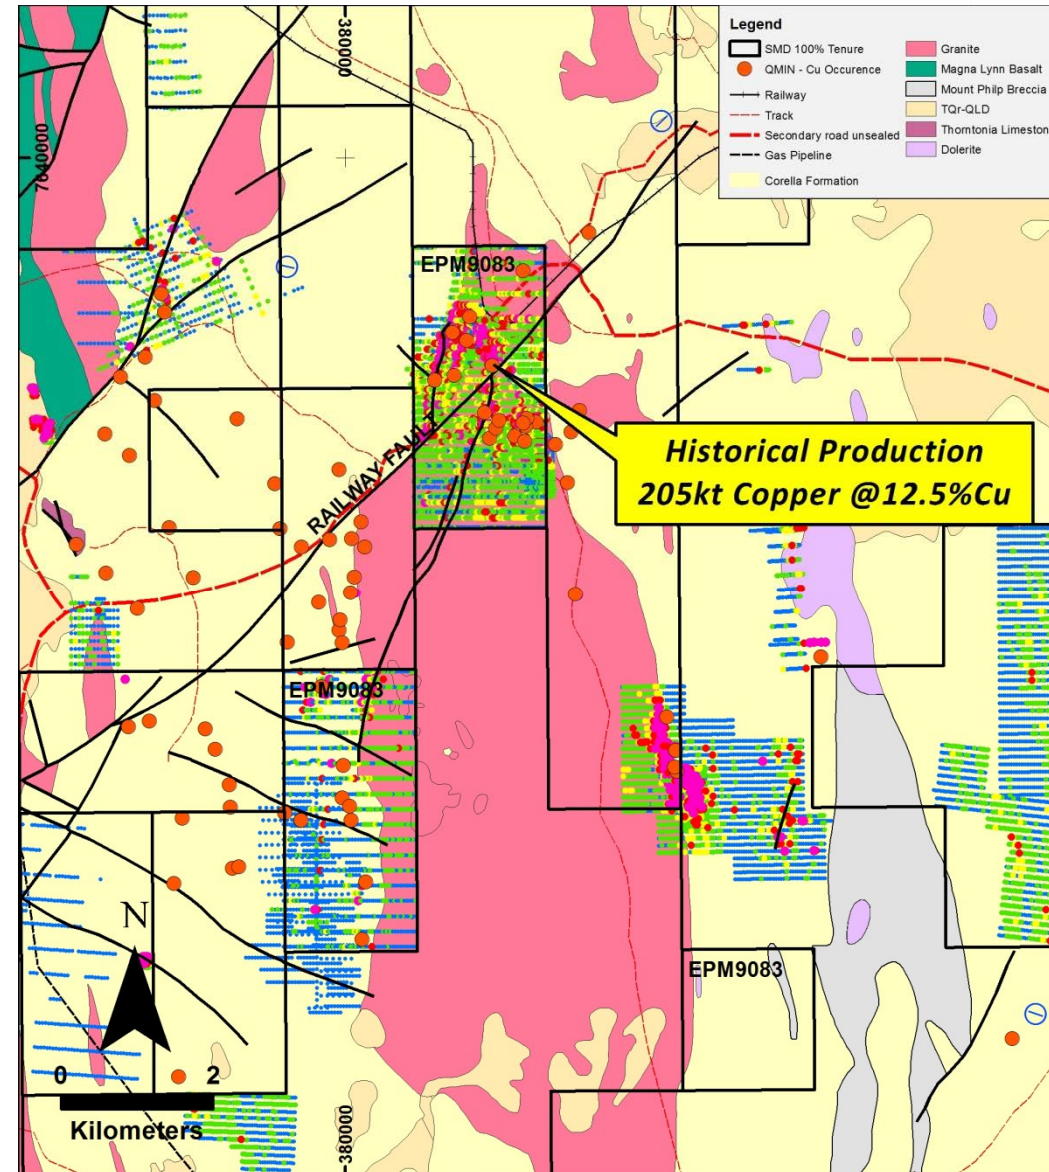 Legend
SMD 100% Tenure
QMIN - Cu Occurence
Railway
Track
Secondary road unsealed
Gas Pipeline
Corella Formation
Granite
Magna Lynn Basalt
Mount Philp Breccia
TQr-QLD
Thorntonia Limeston
Dolerite
380000
7640000
EPM9083
RAILWAY FAULT
Historical Production
205kt Copper @12.5%Cu
EPM9083
EPM9083
N
0 2
Kilometers
380000